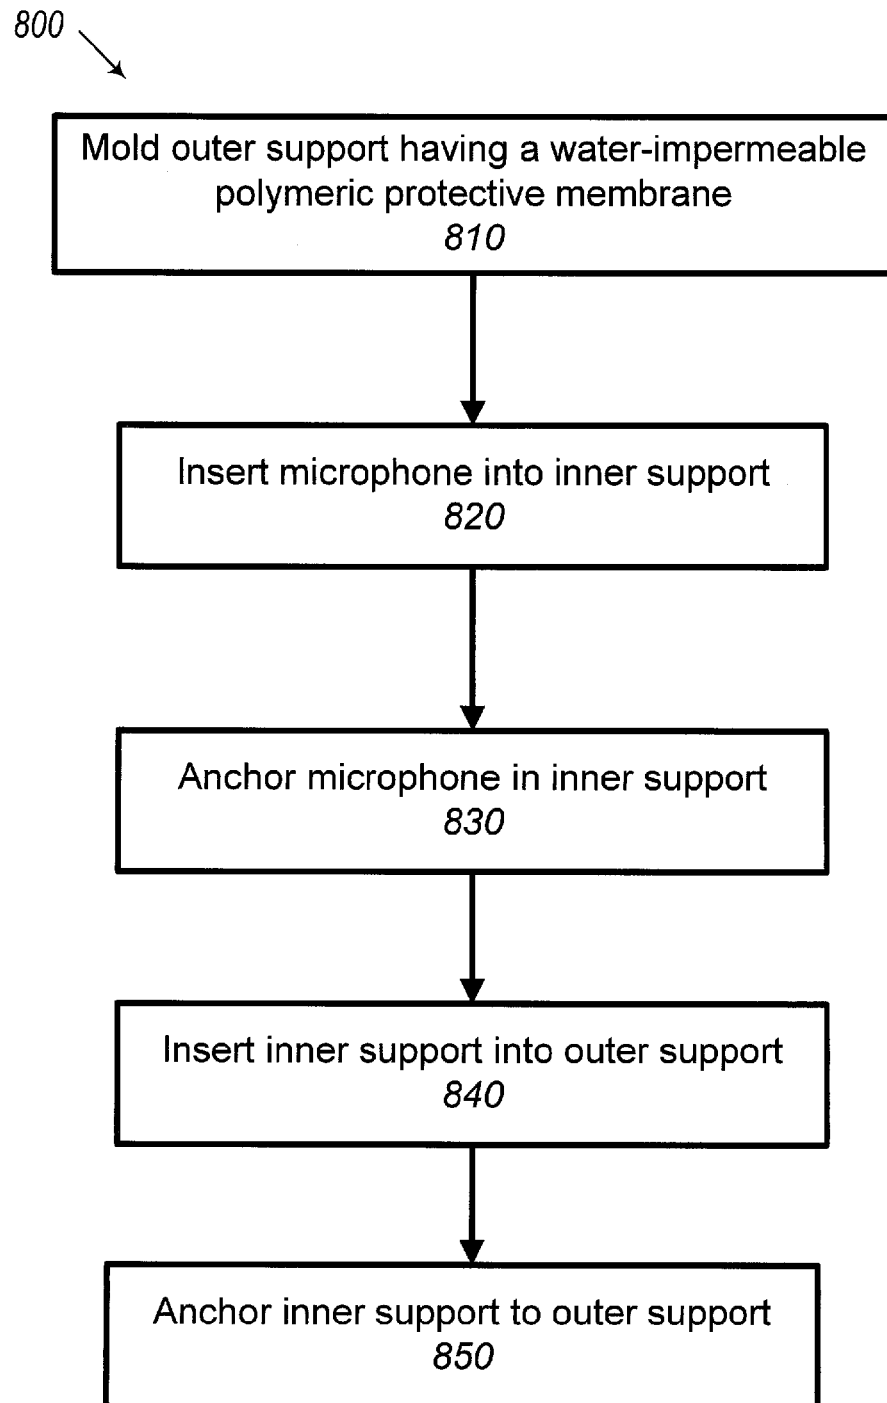 800
Mold outer support having a water-impermeable
polymeric protective membrane
810
Insert microphone into inner support
820
Anchor microphone in inner support
830
Insert inner support into outer support
840
Anchor inner support to outer support
850